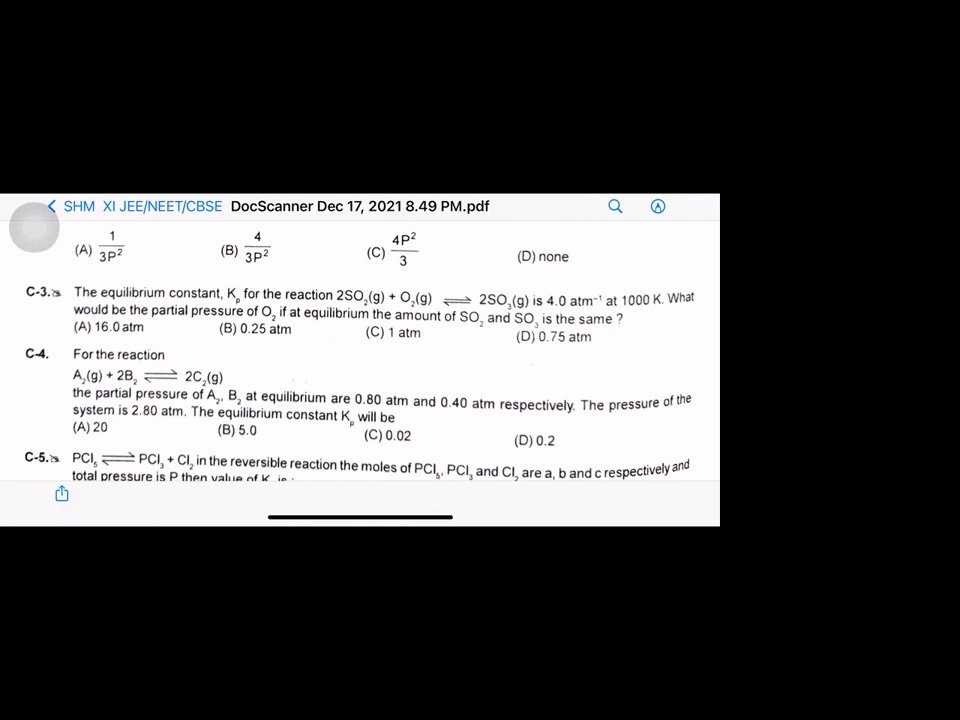 SHM XI JEE/NEET/CBSE DocScanner Dec 17, 2021 8.49 PM.pdf
(A) 1/3P² (B) 4/3P² (C) 4P²/3 (D) none
C-3. The equilibrium constant, Kₚ for the reaction 2SO₂(g) + O₂(g) ⇌ 2SO₃(g) is 4.0 atm⁻¹ at 1000 K. What
would be the partial pressure of O₂ if at equilibrium the amount of SO₂ and SO₃ is the same ?
(A) 16.0 atm (B) 0.25 atm (C) 1 atm (D) 0.75 atm
C-4. For the reaction
A₂(g) + 2B₂ ⇌ 2C₂(g)
the partial pressure of A₂, B₂ at equilibrium are 0.80 atm and 0.40 atm respectively. The pressure of the
system is 2.80 atm. The equilibrium constant Kₚ will be
(A) 20 (B) 5.0 (C) 0.02 (D) 0.2
C-5. PCl₅ ⇌ PCl₃ + Cl₂ in the reversible reaction the moles of PCl₅, PCl₃ and Cl₂ are a, b and c respectively and
total pressure is P then value of K is